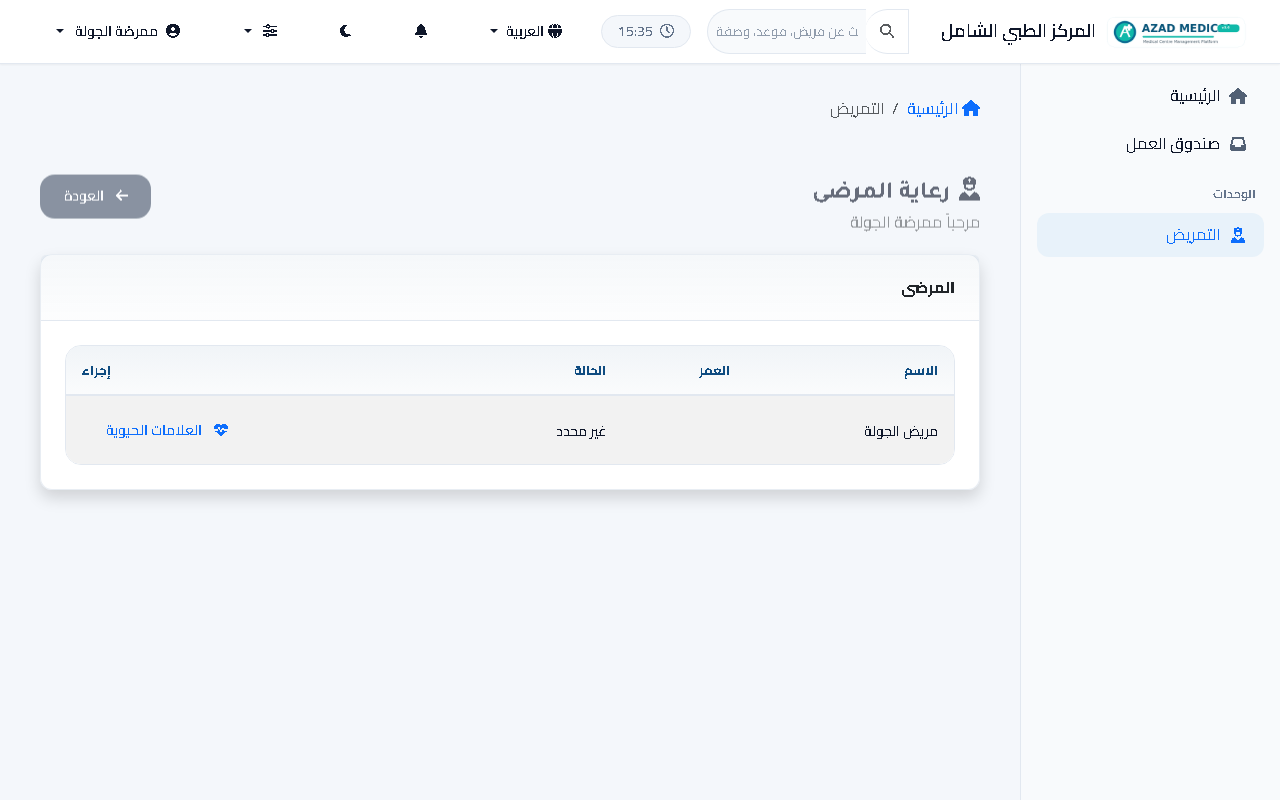 AZAD MEDIC
Medical Centre Management Platform
المركز الطبي الشامل
ث عن مريض، موعد، وصفة
15:35
العربية
ممرضة الجولة
الرئيسية
صندوق العمل
الوحدات
التمريض
الرئيسية / التمريض
رعاية المرضى
مرحباً ممرضة الجولة
العودة
المرضى
الاسم العمر الحالة إجراء
مريض الجولة غير محدد العلامات الحيوية